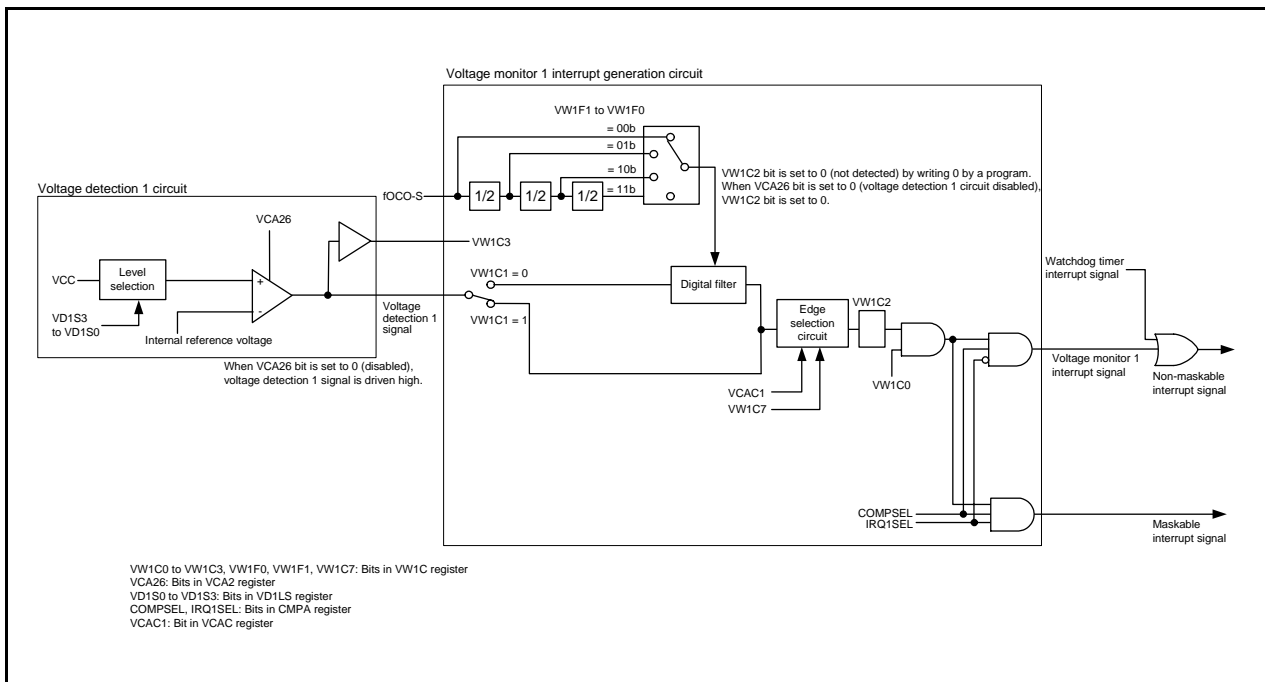 Voltage monitor 1 interrupt generation circuit
VW1F1 to VW1F0
= 00b
= 01b
= 10b
= 11b
fOCO-S
1/2
1/2
1/2
VW1C2 bit is set to 0 (not detected) by writing 0 by a program.
When VCA26 bit is set to 0 (voltage detection 1 circuit disabled),
VW1C2 bit is set to 0.
Voltage detection 1 circuit
VCA26
VW1C3
VCC
Level
selection
+
-
VD1S3
to VD1S0
Internal reference voltage
Voltage
detection 1
signal
When VCA26 bit is set to 0 (disabled),
voltage detection 1 signal is driven high.
VW1C1 = 0
VW1C1 = 1
Digital filter
Edge
selection
circuit
VW1C2
VCAC1
VW1C7
VW1C0
Watchdog timer
interrupt signal
Voltage monitor 1
interrupt signal
Non-maskable
interrupt signal
COMPSEL
IRQ1SEL
Maskable
interrupt signal
VW1C0 to VW1C3, VW1F0, VW1F1, VW1C7: Bits in VW1C register
VCA26: Bits in VCA2 register
VD1S0 to VD1S3: Bits in VD1LS register
COMPSEL, IRQ1SEL: Bits in CMPA register
VCAC1: Bit in VCAC register